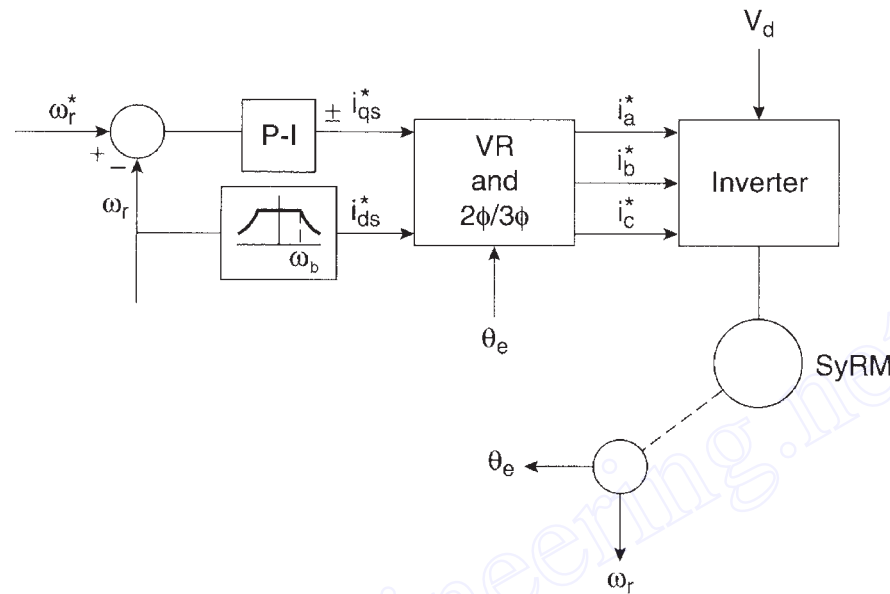 V_d
ω_r^*
+
−
P-I
± i_qs^*
ω_r
ω_b
i_ds^*
VR
and
2ϕ/3ϕ
θ_e
i_a^*
i_b^*
i_c^*
Inverter
SyRM
θ_e
ω_r